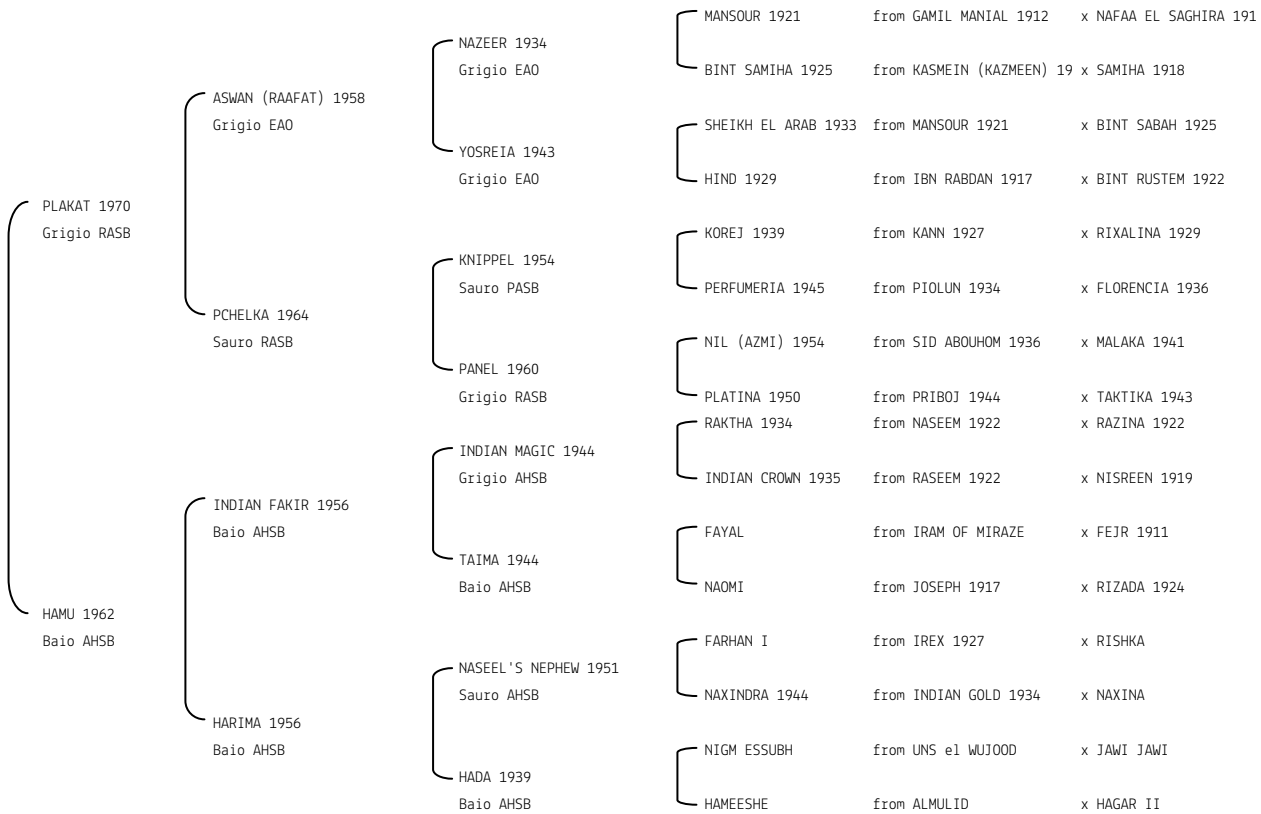 MANSOUR 1921 from GAMIL MANIAL 1912 x NAFAA EL SAGHIRA 191
NAZEER 1934
Grigio EAO
BINT SAMIHA 1925 from KASMEIN (KAZMEEN) 19 x SAMIHA 1918
ASWAN (RAAFAT) 1958
Grigio EAO
SHEIKH EL ARAB 1933 from MANSOUR 1921 x BINT SABAH 1925
YOSREIA 1943
Grigio EAO
HIND 1929 from IBN RABDAN 1917 x BINT RUSTEM 1922
PLAKAT 1970
Grigio RASB
KOREJ 1939 from KANN 1927 x RIXALINA 1929
KNIPPEL 1954
Sauro PASB
PERFUMERIA 1945 from PIOLUN 1934 x FLORENCIA 1936
PCHELKA 1964
Sauro RASB
NIL (AZMI) 1954 from SID ABOUHOM 1936 x MALAKA 1941
PANEL 1960
Grigio RASB
PLATINA 1950 from PRIBOJ 1944 x TAKTIKA 1943
RAKTHA 1934 from NASEEM 1922 x RAZINA 1922
INDIAN MAGIC 1944
Grigio AHSB
INDIAN CROWN 1935 from RASEEM 1922 x NISREEN 1919
INDIAN FAKIR 1956
Baio AHSB
FAYAL from IRAM OF MIRAZE x FEJR 1911
TAIMA 1944
Baio AHSB
NAOMI from JOSEPH 1917 x RIZADA 1924
HAMU 1962
Baio AHSB
FARHAN I from IREX 1927 x RISHKA
NASEEL'S NEPHEW 1951
Sauro AHSB
NAXINDRA 1944 from INDIAN GOLD 1934 x NAXINA
HARIMA 1956
Baio AHSB
NIGM ESSUBH from UNS el WUJOOD x JAWI JAWI
HADA 1939
Baio AHSB
HAMEESHE from ALMULID x HAGAR II